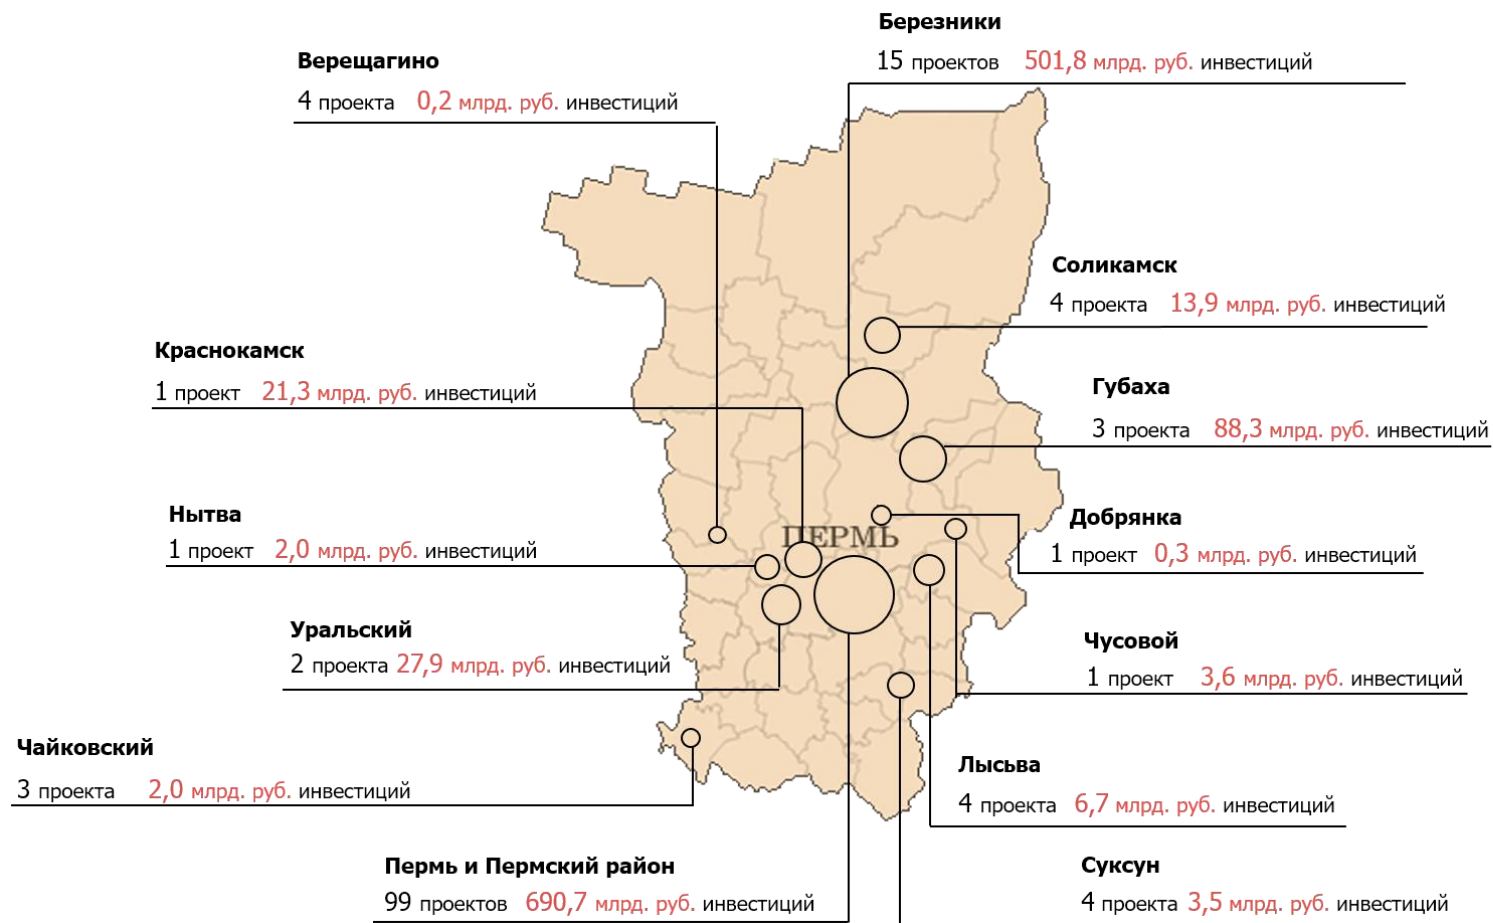 Березники
15 проектов 501,8 млрд. руб. инвестиций
Верещагино
4 проекта 0,2 млрд. руб. инвестиций
Соликамск
4 проекта 13,9 млрд. руб. инвестиций
Краснокамск
1 проект 21,3 млрд. руб. инвестиций
Губаха
3 проекта 88,3 млрд. руб. инвестиций
Нытва
1 проект 2,0 млрд. руб. инвестиций
ПЕРМЬ
Добрянка
1 проект 0,3 млрд. руб. инвестиций
Уральский
2 проекта 27,9 млрд. руб. инвестиций
Чусовой
1 проект 3,6 млрд. руб. инвестиций
Чайковский
3 проекта 2,0 млрд. руб. инвестиций
Лысьва
4 проекта 6,7 млрд. руб. инвестиций
Пермь и Пермский район
99 проектов 690,7 млрд. руб. инвестиций
Суксун
4 проекта 3,5 млрд. руб. инвестиций